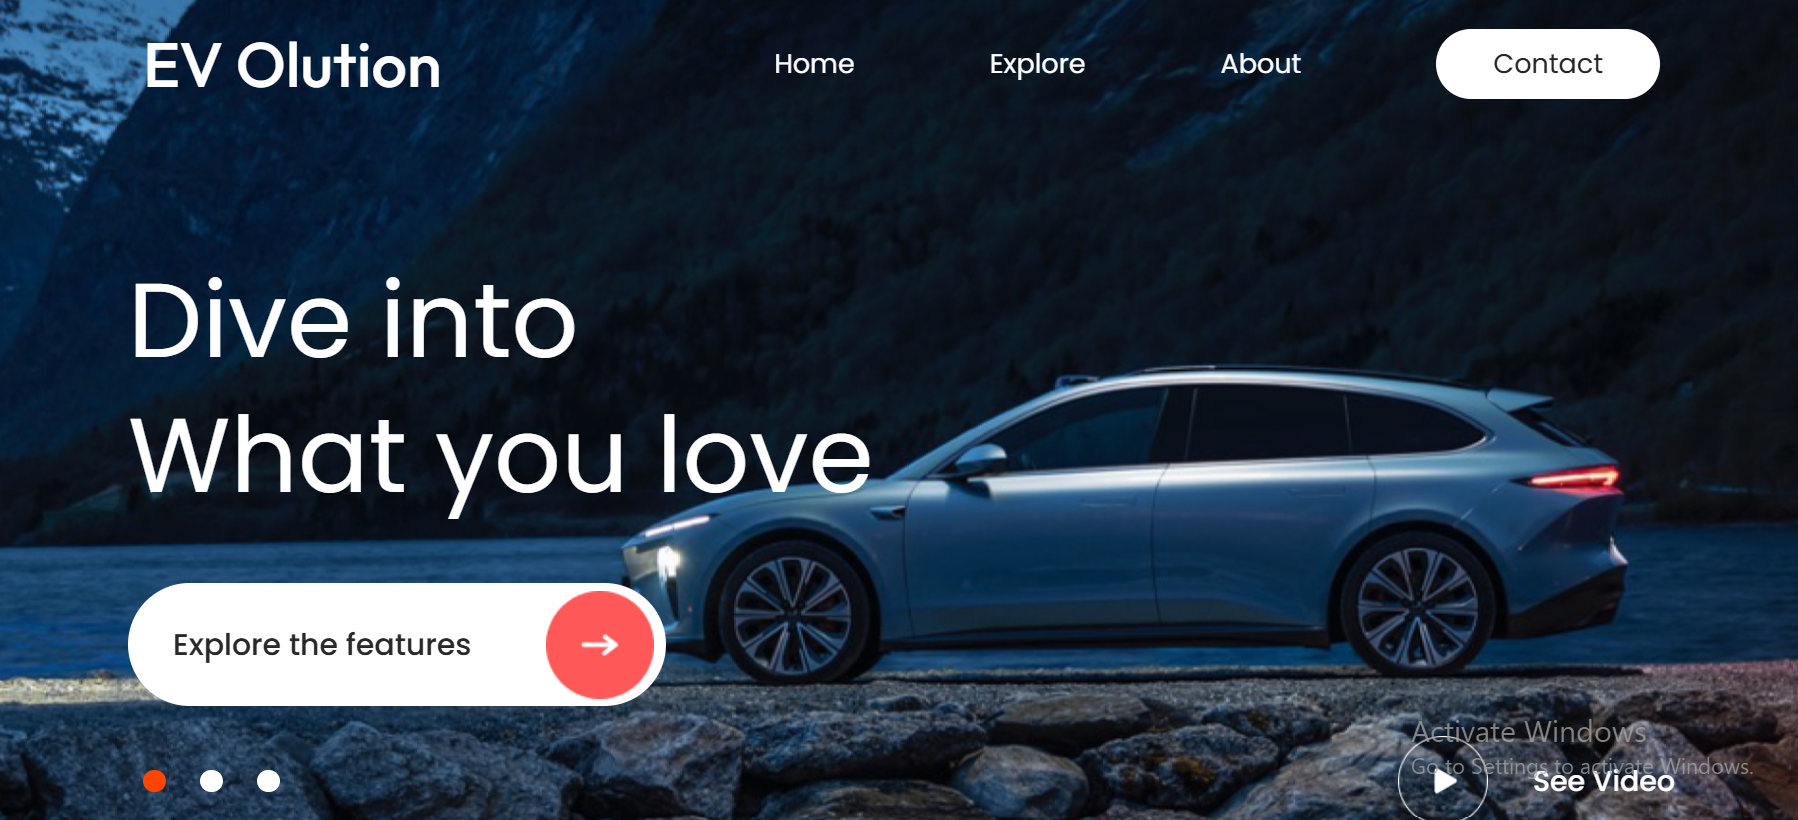 EV Olution
Home
Explore
About
Contact
Dive into
What you love
Explore the features
Activate Windows
Go to Settings to activate Windows.
See Video